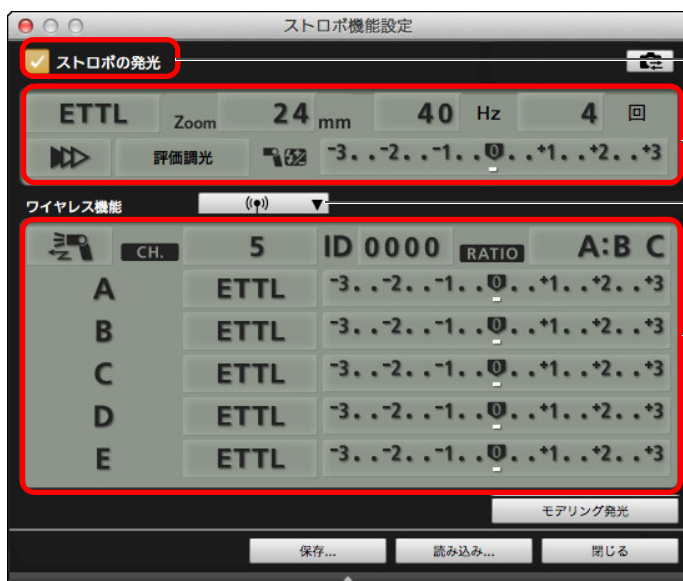 ストロボ機能設定
ストロボの発光
ETTL Zoom 24 mm 40 Hz 4 回
評価調光 -3..-2..-1..0..+1..+2..+3
ワイヤレス機能
CH. 5 ID 0000 RATIO A:B C
A ETTL -3..-2..-1..0..+1..+2..+3
B ETTL -3..-2..-1..0..+1..+2..+3
C ETTL -3..-2..-1..0..+1..+2..+3
D ETTL -3..-2..-1..0..+1..+2..+3
E ETTL -3..-2..-1..0..+1..+2..+3
モデリング発光
保存... 読み込み... 閉じる